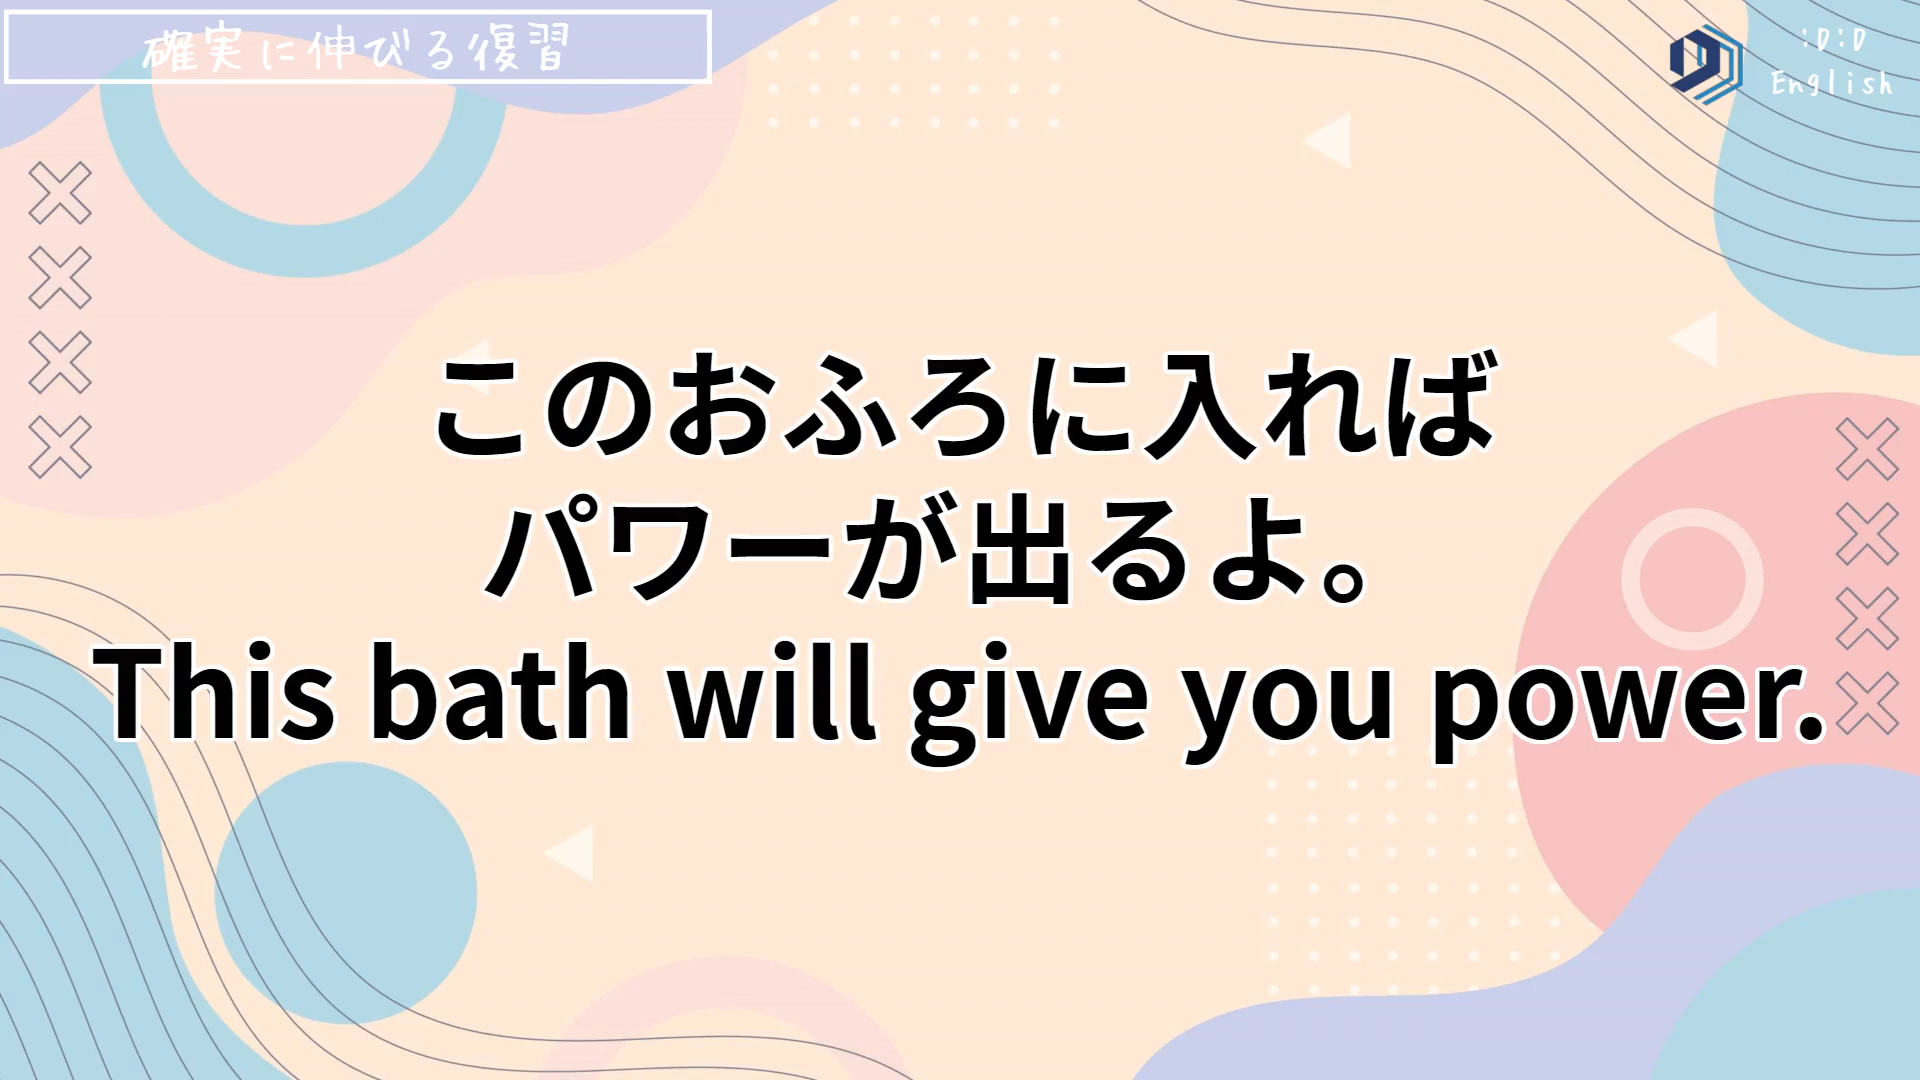 確実に伸びる復習
:D:D
English
このおふろに入れば
パワーが出るよ。
This bath will give you power.